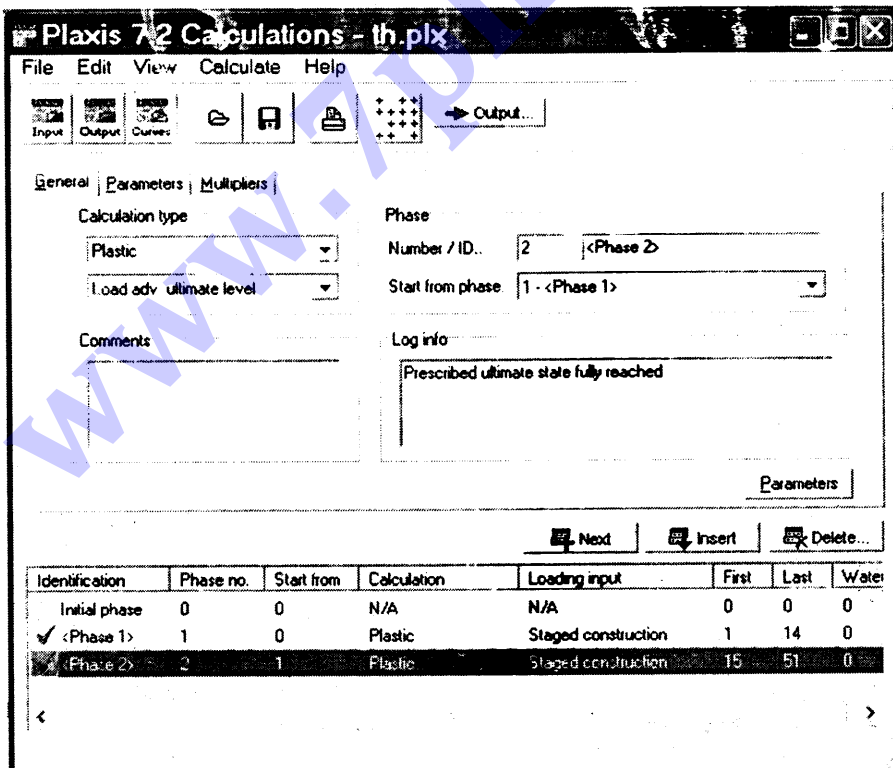 Plaxis 7.2 Calculations - th.plx
File Edit View Calculate Help
Input Output Curves Output...
General Parameters Multipliers
Calculation type
Plastic
Load adv. ultimate level
Phase
Number / ID.. 2 <Phase 2>
Start from phase 1 - <Phase 1>
Comments
Log info
Prescribed ultimate state fully reached
Parameters
Next Insert Delete...
Identification Phase no. Start from Calculation Loading input First Last Water
Initial phase 0 0 N/A N/A 0 0 0
<Phase 1> 1 0 Plastic Staged construction 1 14 0
<Phase 2> 2 1 Plastic Staged construction 15 51 0